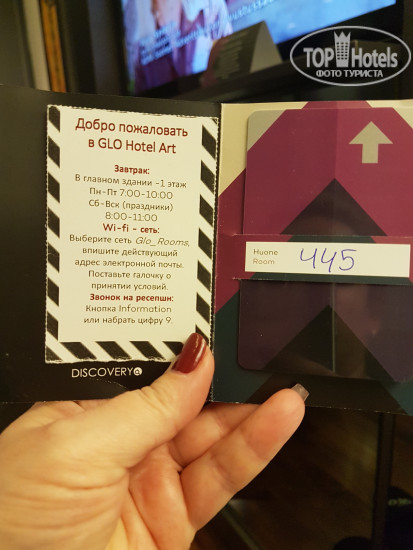 TOP Hotels
ФОТО ТУРИСТА
Добро пожаловать
в GLO Hotel Art
Завтрак:
В главном здании -1 этаж
Пн-Пт 7:00-10:00
Сб-Вск (праздники)
8:00-11:00
Wi-fi - сеть:
Выберите сеть Glo_Rooms,
впишите действующий
адрес электронной почты.
Поставьте галочку о
принятии условий.
Звонок на ресепшн:
Кнопка Information
или набрать цифру 9.
DISCOVERY
Huone
Room
445